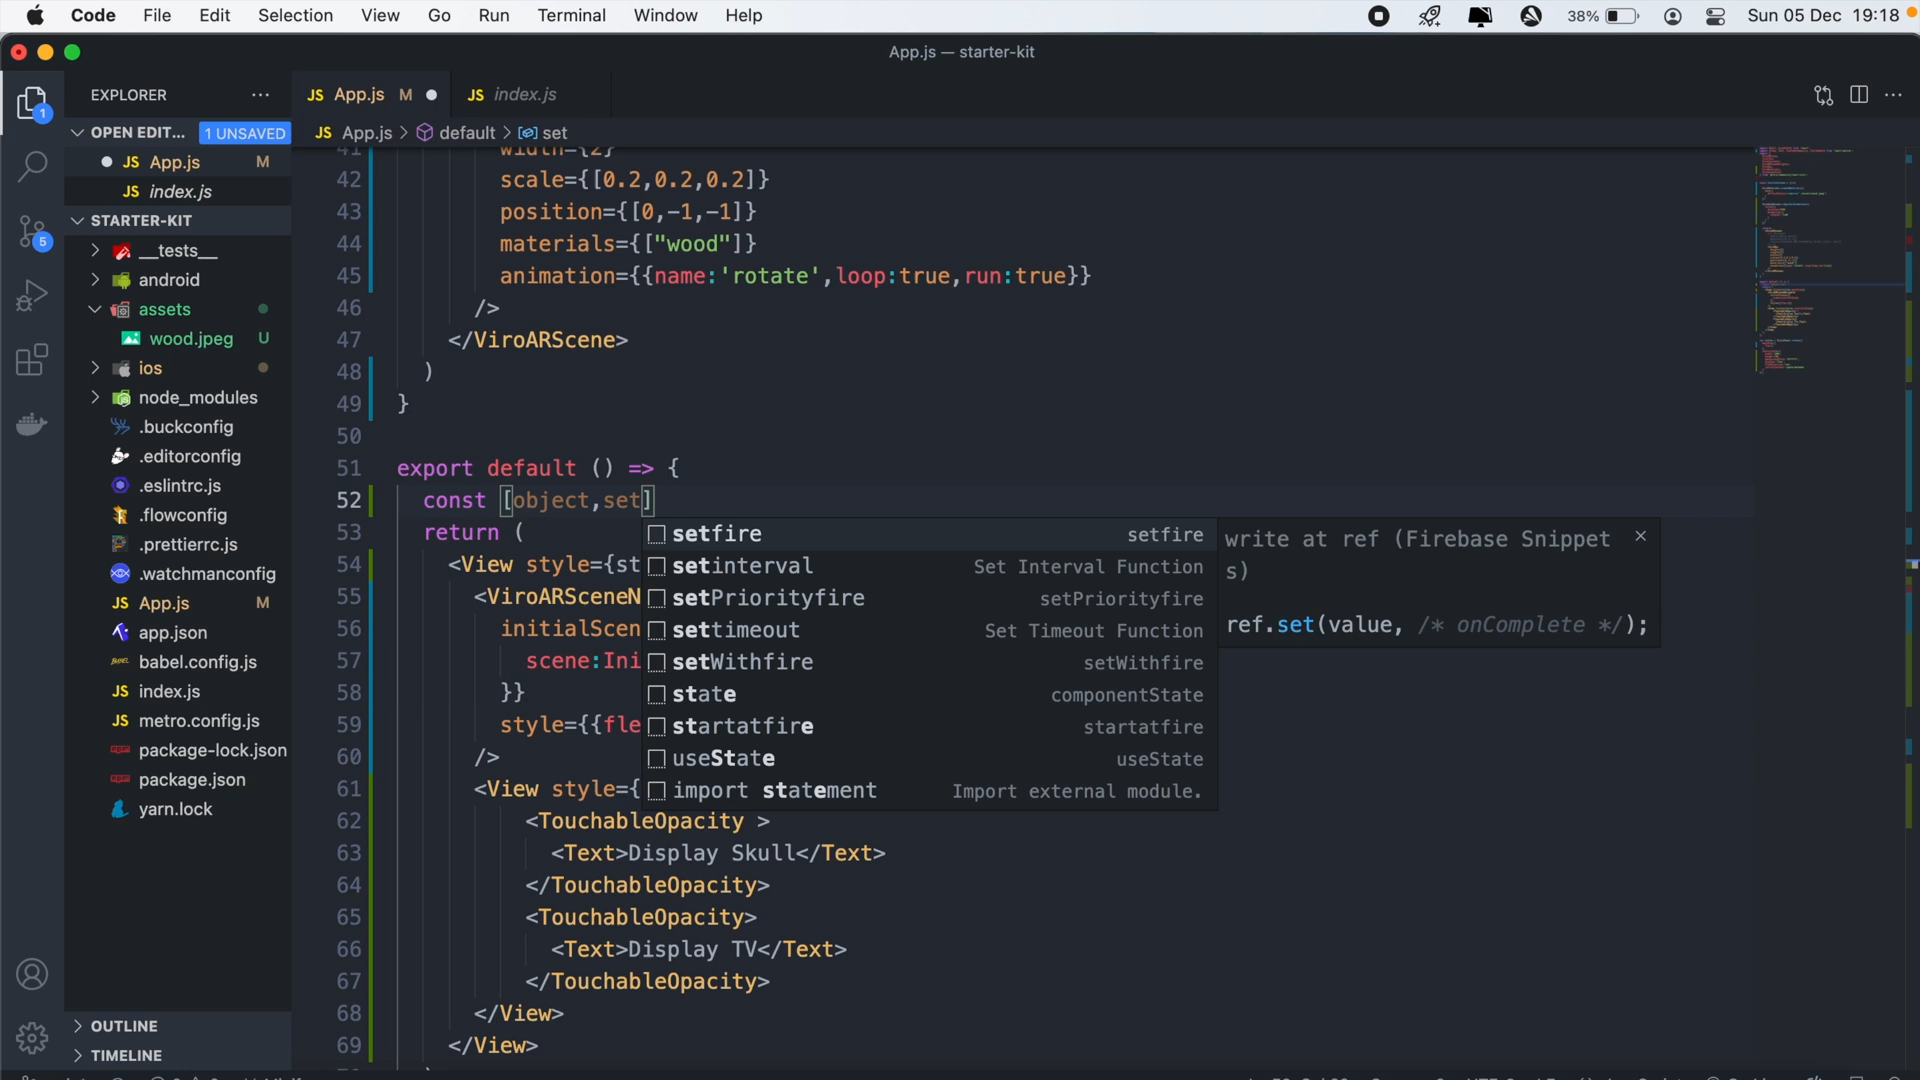 Code File Edit Selection View Go Run Terminal Window Help 38% Sun 05 Dec 19:18
App.js — starter-kit
EXPLORER
JS App.js M
JS index.js
OPEN EDIT... 1 UNSAVED
JS App.js > default > set
JS App.js M
JS index.js
STARTER-KIT
__tests__
android
assets
wood.jpeg U
ios
node_modules
.buckconfig
.editorconfig
.eslintrc.js
.flowconfig
.prettierrc.js
.watchmanconfig
JS App.js M
app.json
babel.config.js
JS index.js
JS metro.config.js
package-lock.json
package.json
yarn.lock
OUTLINE
TIMELINE
1
5
41 width={2}
42 scale={[0.2,0.2,0.2]}
43 position={[0,-1,-1]}
44 materials={["wood"]}
45 animation={{name:'rotate',loop:true,run:true}}
46 />
47 </ViroARScene>
48 )
49 }
50
51 export default () => {
52 const [object,set]
53 return (
54 <View style={st
55 <ViroARSceneN
56 initialScen
57 scene:Ini
58 }}
59 style={{fle
60 />
61 <View style={
62 <TouchableOpacity >
63 <Text>Display Skull</Text>
64 </TouchableOpacity>
65 <TouchableOpacity>
66 <Text>Display TV</Text>
67 </TouchableOpacity>
68 </View>
69 </View>
setfire setfire
setinterval Set Interval Function
setPriorityfire setPriorityfire
settimeout Set Timeout Function
setWithfire setWithfire
state componentState
startatfire startatfire
useState useState
import statement Import external module.
write at ref (Firebase Snippet
s)
ref.set(value, /* onComplete */);